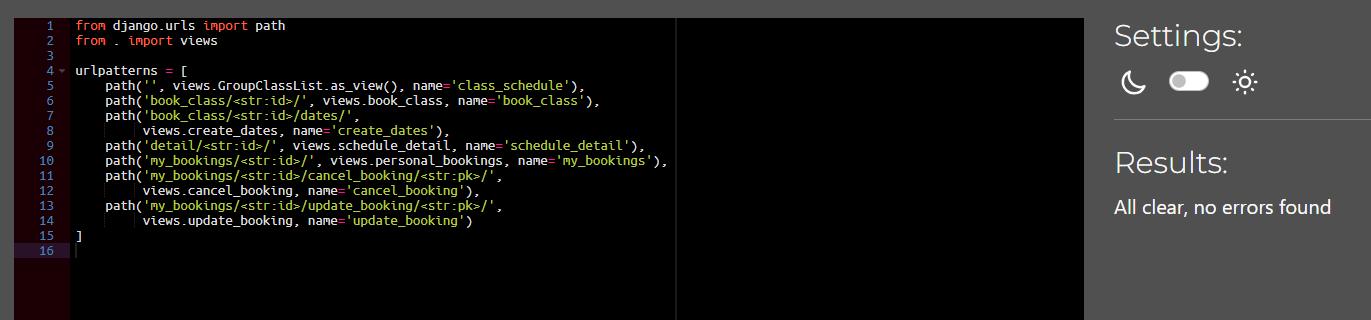 1 from django.urls import path
2 from . import views
3
4 urlpatterns = [
5     path('', views.GroupClassList.as_view(), name='class_schedule'),
6     path('book_class/<str:id>/', views.book_class, name='book_class'),
7     path('book_class/<str:id>/dates/',
8          views.create_dates, name='create_dates'),
9     path('detail/<str:id>/', views.schedule_detail, name='schedule_detail'),
10     path('my_bookings/<str:id>/', views.personal_bookings, name='my_bookings'),
11     path('my_bookings/<str:id>/cancel_booking/<str:pk>/',
12          views.cancel_booking, name='cancel_booking'),
13     path('my_bookings/<str:id>/update_booking/<str:pk>/',
14          views.update_booking, name='update_booking')
15 ]
16
Settings:
Results:
All clear, no errors found